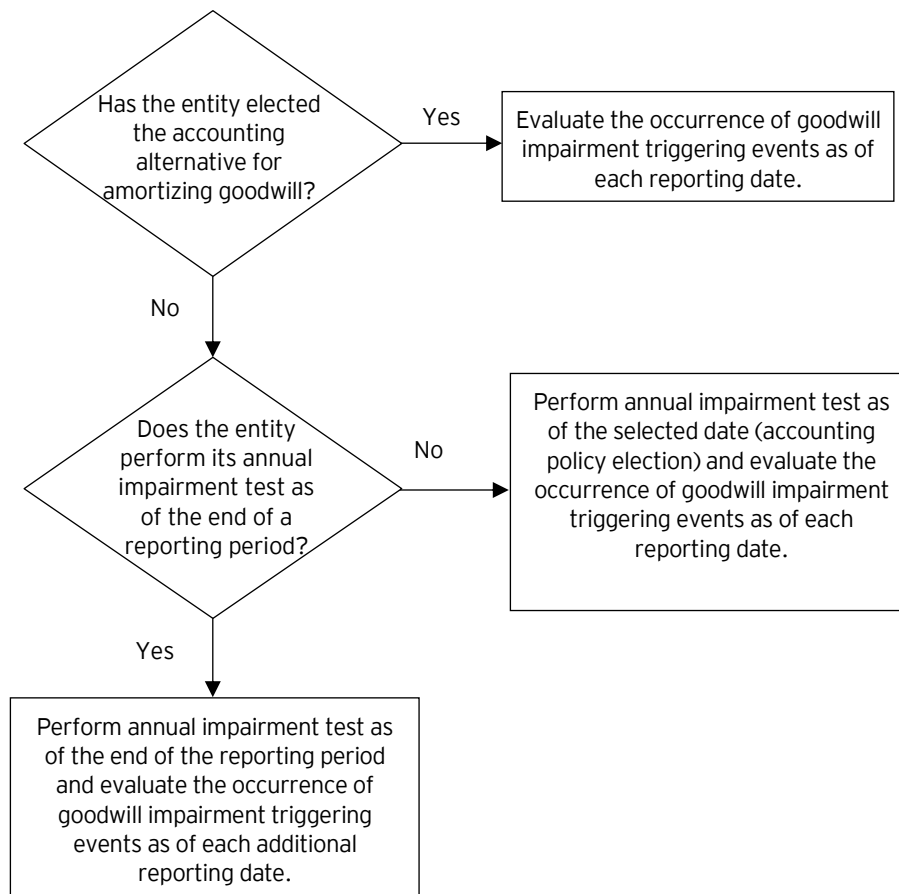 Has the entity elected
the accounting
alternative for
amortizing goodwill?
Yes
Evaluate the occurrence of goodwill
impairment triggering events as of
each reporting date.
No
Does the entity
perform its annual
impairment test as
of the end of a
reporting period?
No
Perform annual impairment test as
of the selected date (accounting
policy election) and evaluate the
occurrence of goodwill impairment
triggering events as of each
reporting date.
Yes
Perform annual impairment test as
of the end of the reporting period
and evaluate the occurrence of
goodwill impairment triggering
events as of each additional
reporting date.